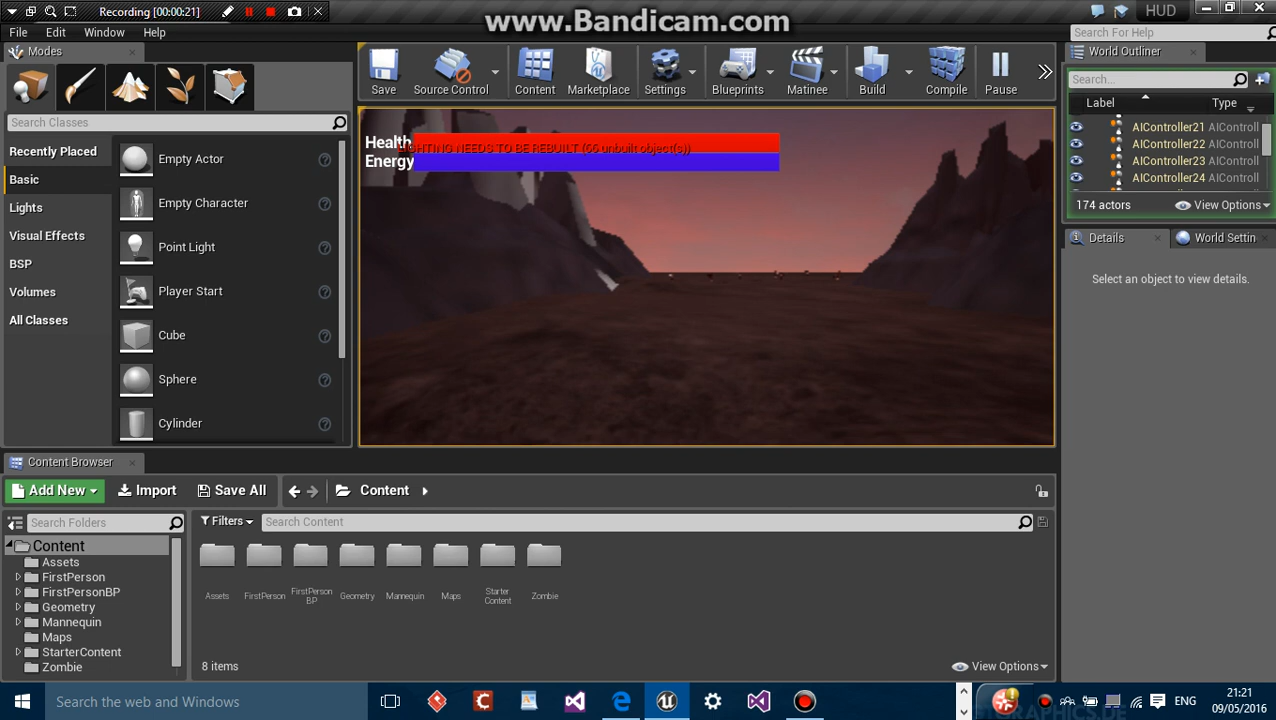 www.Bandicam.com
Recording [00:00:21]
HUD
File Edit Window Help
Search For Help
Modes
World Outliner
Save Source Control Content Marketplace Settings Blueprints Matinee Build Compile Pause
Search...
Label Type
Search Classes
Recently Placed
Basic
Lights
Visual Effects
BSP
Volumes
All Classes
Empty Actor
Empty Character
Point Light
Player Start
Cube
Sphere
Cylinder
Health
LIGHTING NEEDS TO BE REBUILT (66 unbuilt object(s))
Energy
AIController21 AIControll
AIController22 AIControll
AIController23 AIControll
AIController24 AIControll
174 actors View Options
Details World Settin
Select an object to view details.
Content Browser
Add New Import Save All Content
Search Folders Filters Search Content
Content
Assets
FirstPerson
FirstPersonBP
Geometry
Mannequin
Maps
StarterContent
Zombie
Assets FirstPerson FirstPerson BP Geometry Mannequin Maps Starter Content Zombie
8 items View Options
Search the web and Windows
ENG
21:21
09/05/2016